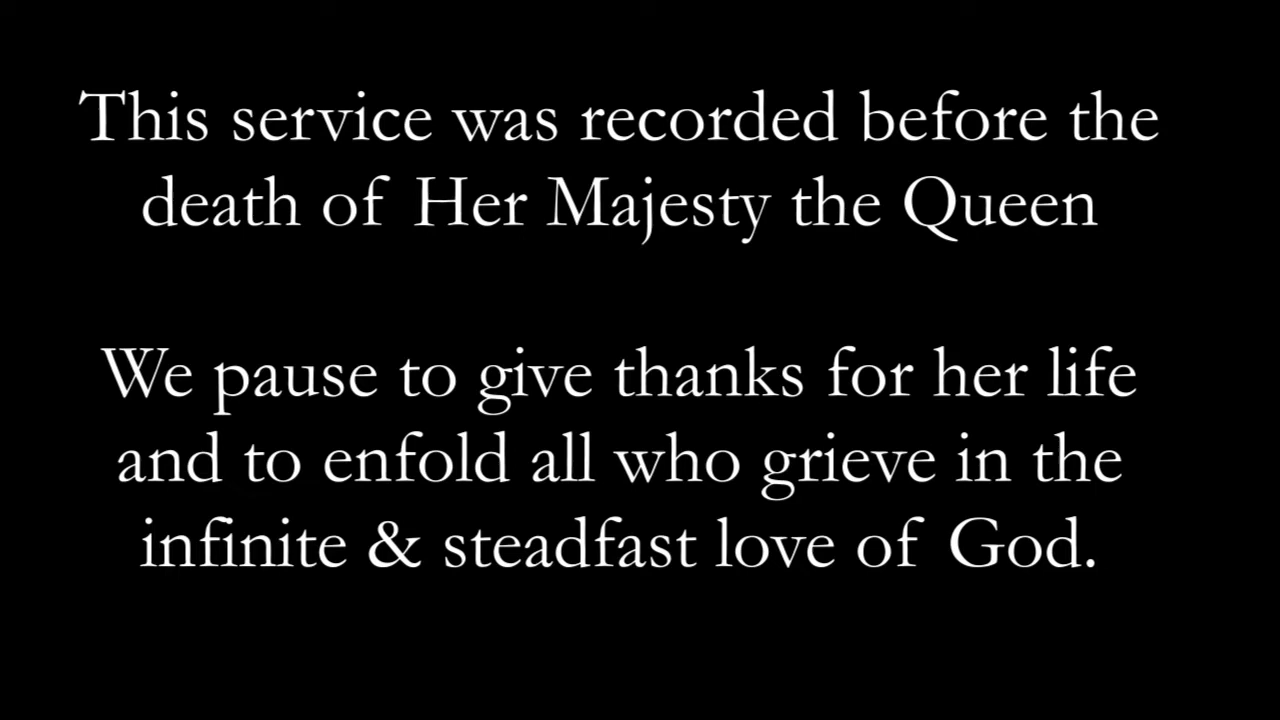 This service was recorded before the
death of Her Majesty the Queen
We pause to give thanks for her life
and to enfold all who grieve in the
infinite & steadfast love of God.